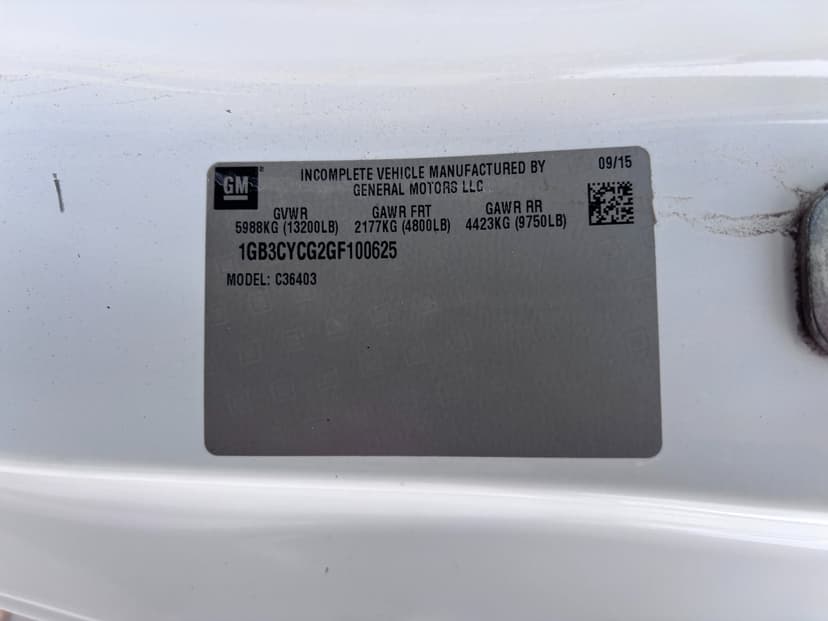 GM®
INCOMPLETE VEHICLE MANUFACTURED BY
GENERAL MOTORS LLC
09/15
GVWR GAWR FRT GAWR RR
5988KG (13200LB) 2177KG (4800LB) 4423KG (9750LB)
1GB3CYCG2GF100625
MODEL: C36403